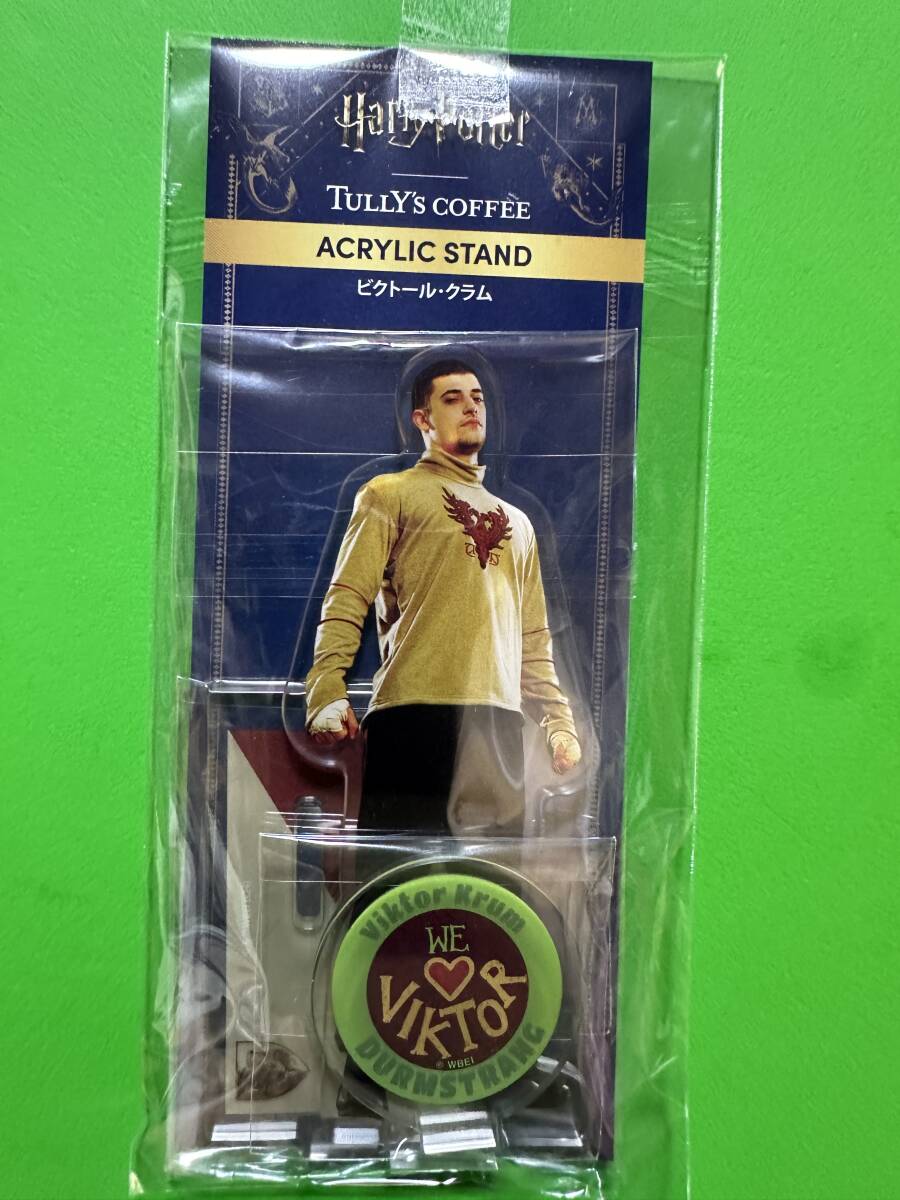 Harry Potter
TULLY'S COFFEE
ACRYLIC STAND
ビクトール・クラム
Viktor Krum
WE
VIKTOR
© WBEI
DURMSTRANG